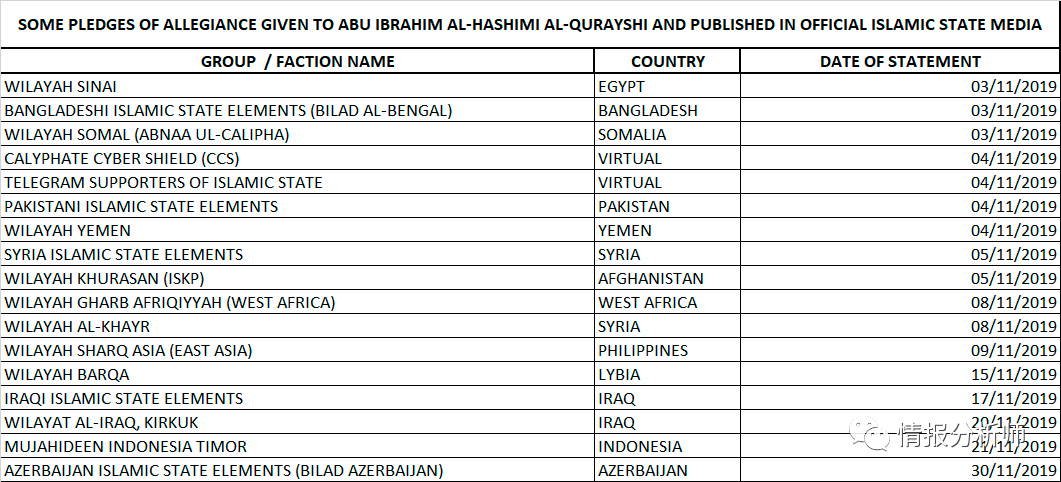 SOME PLEDGES OF ALLEGIANCE GIVEN TO ABU IBRAHIM AL-HASHIMI AL-QURAYSHI AND PUBLISHED IN OFFICIAL ISLAMIC STATE MEDIA
GROUP / FACTION NAME COUNTRY DATE OF STATEMENT
WILAYAH SINAI EGYPT 03/11/2019
BANGLADESHI ISLAMIC STATE ELEMENTS (BILAD AL-BENGAL) BANGLADESH 03/11/2019
WILAYAH SOMAL (ABNAA UL-CALIPHA) SOMALIA 03/11/2019
CALYPHATE CYBER SHIELD (CCS) VIRTUAL 04/11/2019
TELEGRAM SUPPORTERS OF ISLAMIC STATE VIRTUAL 04/11/2019
PAKISTANI ISLAMIC STATE ELEMENTS PAKISTAN 04/11/2019
WILAYAH YEMEN YEMEN 04/11/2019
SYRIA ISLAMIC STATE ELEMENTS SYRIA 05/11/2019
WILAYAH KHURASAN (ISKP) AFGHANISTAN 05/11/2019
WILAYAH GHARB AFRIQIYYAH (WEST AFRICA) WEST AFRICA 08/11/2019
WILAYAH AL-KHAYR SYRIA 08/11/2019
WILAYAH SHARQ ASIA (EAST ASIA) PHILIPPINES 09/11/2019
WILAYAH BARQA LYBIA 15/11/2019
IRAQI ISLAMIC STATE ELEMENTS IRAQ 17/11/2019
WILAYAT AL-IRAQ, KIRKUK IRAQ 20/11/2019
MUJAHIDEEN INDONESIA TIMOR INDONESIA
AZERBAIJAN ISLAMIC STATE ELEMENTS (BILAD AZERBAIJAN) AZERBAIJAN 30/11/2019
情报分析师